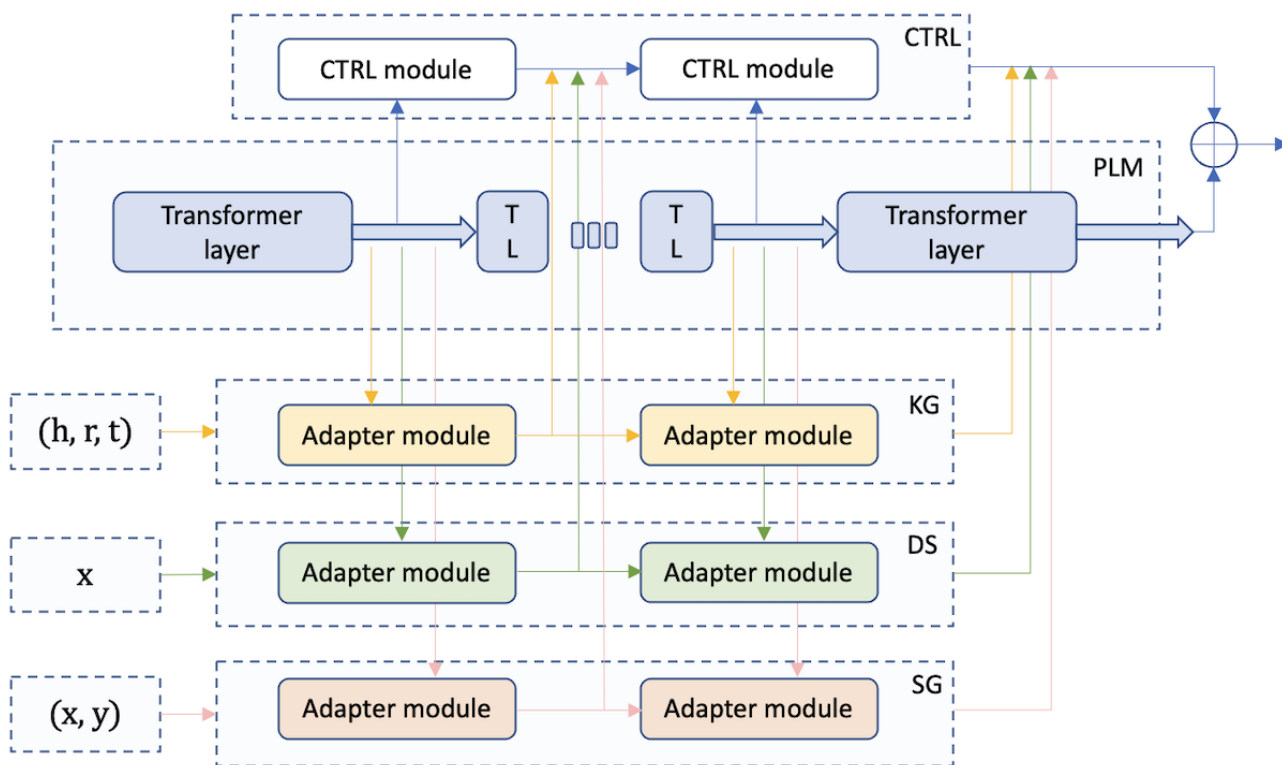 CTRL
CTRL module
CTRL module
PLM
Transformer
layer
T
L
T
L
Transformer
layer
KG
(h, r, t)
Adapter module
Adapter module
DS
x
Adapter module
Adapter module
SG
(x, y)
Adapter module
Adapter module